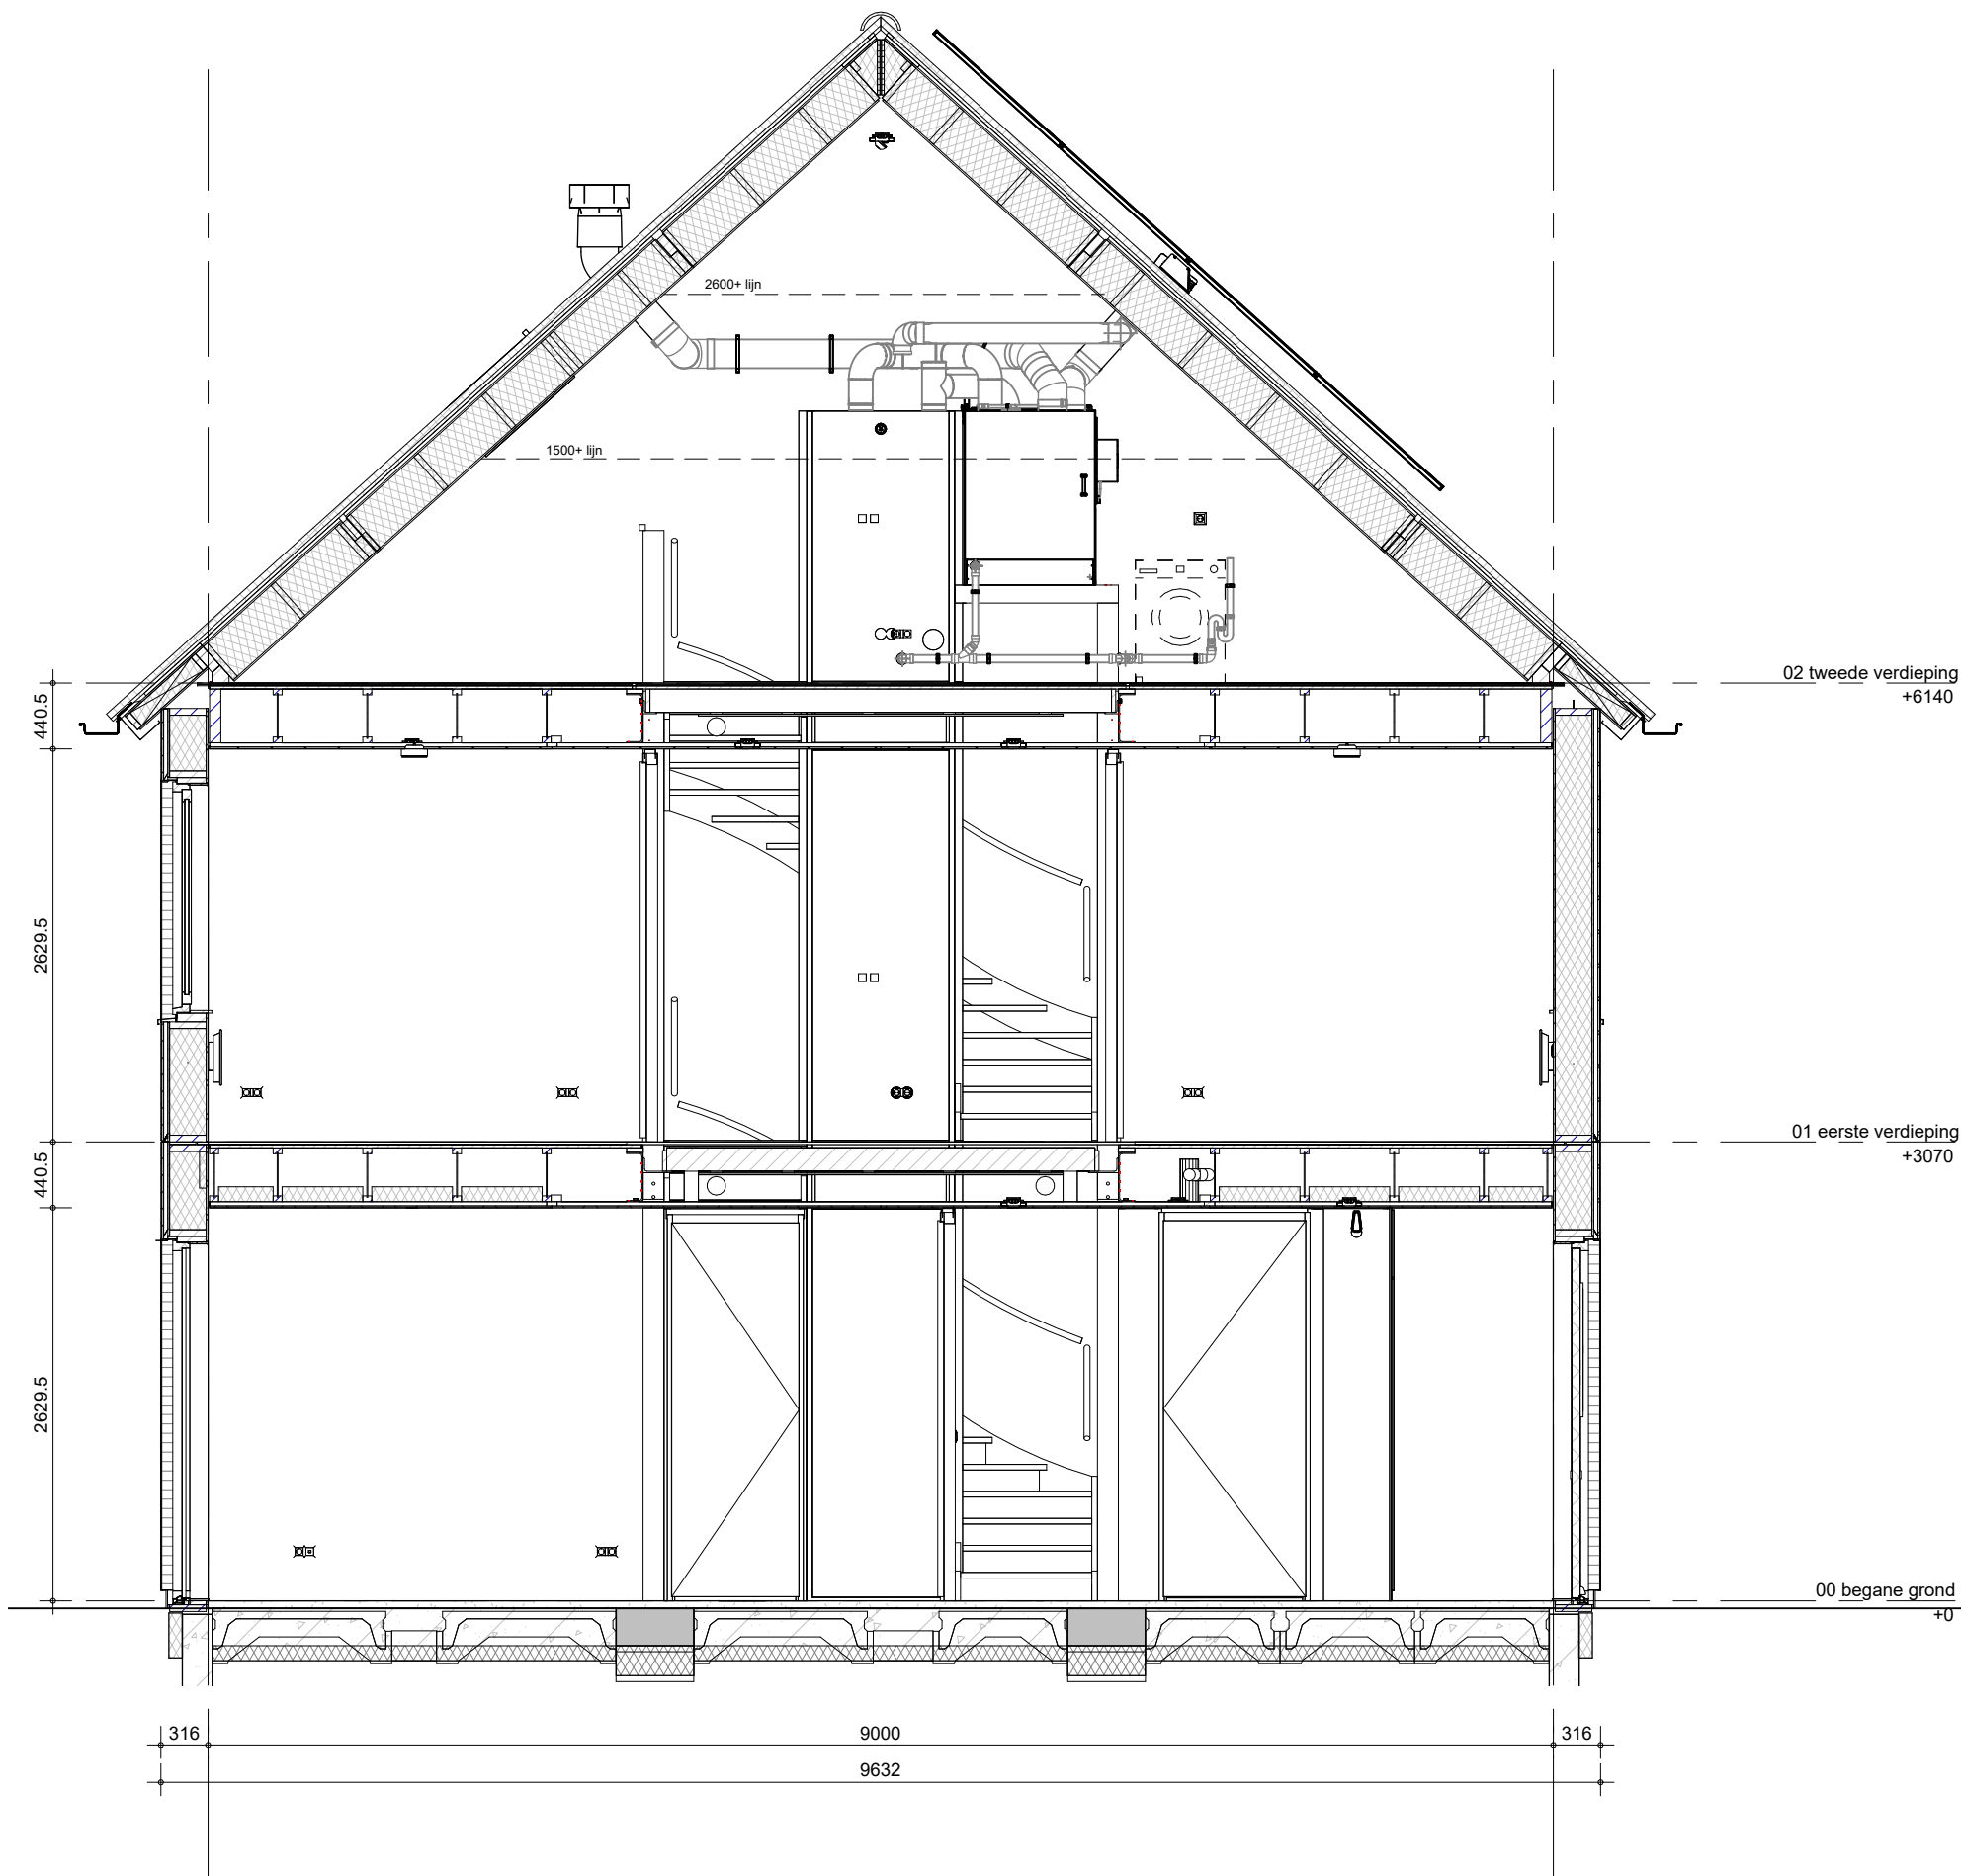 2600+ lijn
1500+ lijn
02 tweede verdieping
+6140
440.5
2629.5
01 eerste verdieping
+3070
440.5
2629.5
00 begane grond
+0
316
9000
316
9632